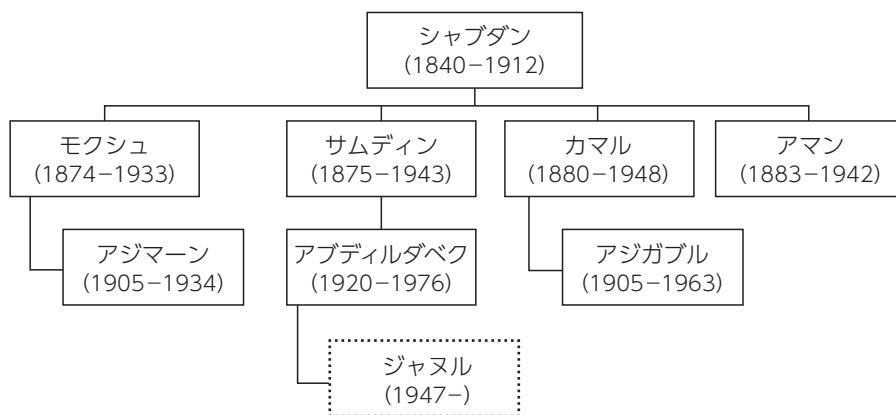 シャブダン
(1840−1912)
モクシュ
(1874−1933)
サムディン
(1875−1943)
カマル
(1880−1948)
アマン
(1883−1942)
アジマーン
(1905−1934)
アブディルダベク
(1920−1976)
アジガブル
(1905−1963)
ジャヌル
(1947−)